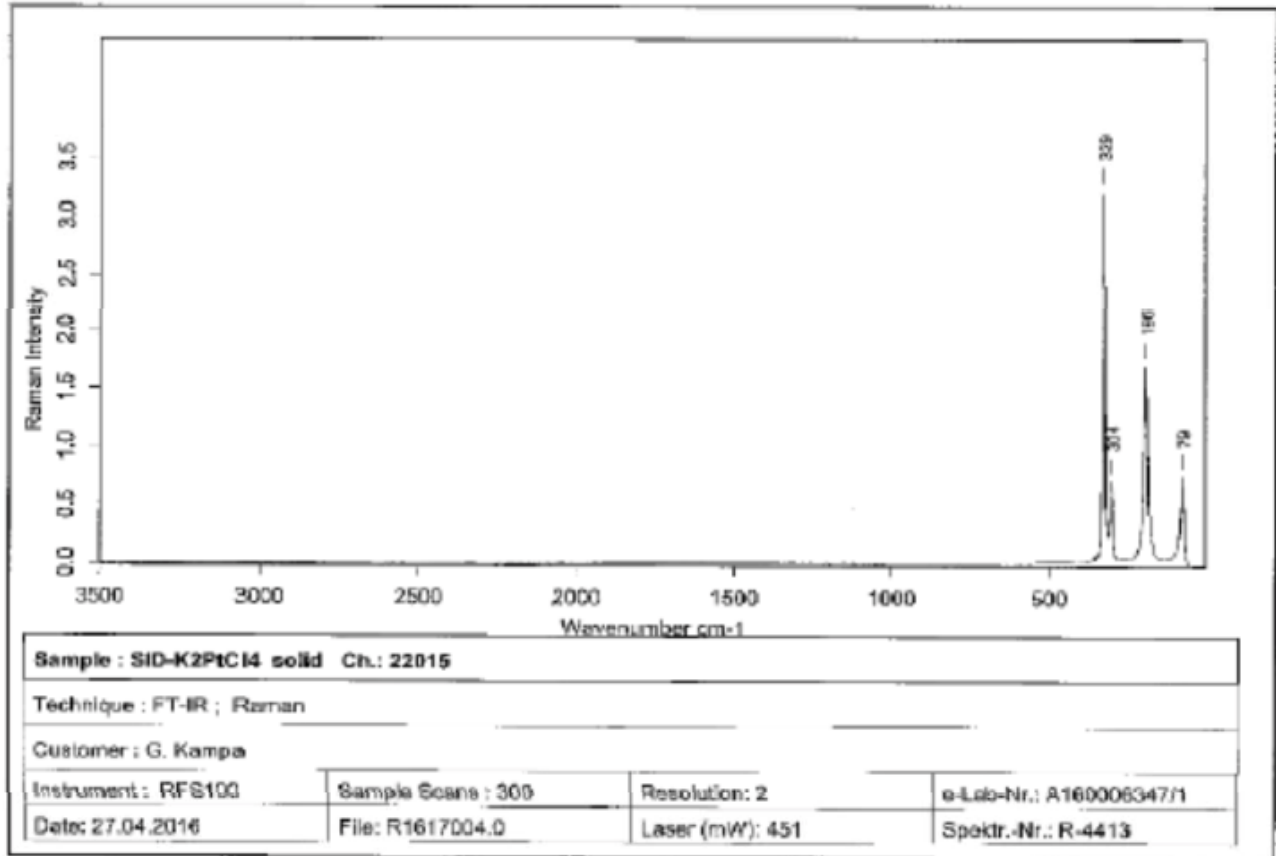 329
304
196
79
3.5
3.0
2.5
2.0
1.5
1.0
0.5
0.0
Raman Intensity
3500 3000 2500 2000 1500 1000 500
Wavenumber cm-1
Sample : SID-K2PtCl4 solid Ch.: 22015
Technique : FT-IR ; Raman
Customer : G. Kampa
Instrument : RFS100 Sample Scans : 300 Resolution: 2 e-Lab-Nr.: A160006347/1
Date: 27.04.2016 File: R1617004.0 Laser (mW): 451 Spektr.-Nr.: R-4413